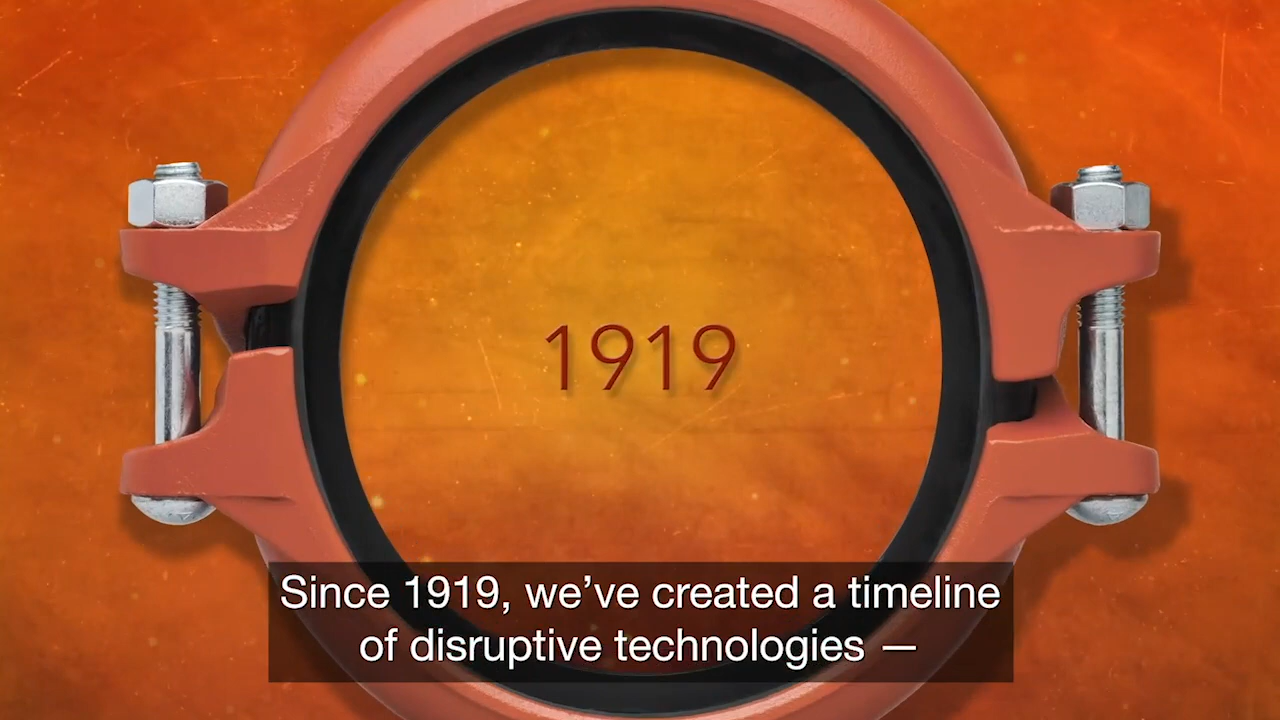 1919
Since 1919, we’ve created a timeline
of disruptive technologies —